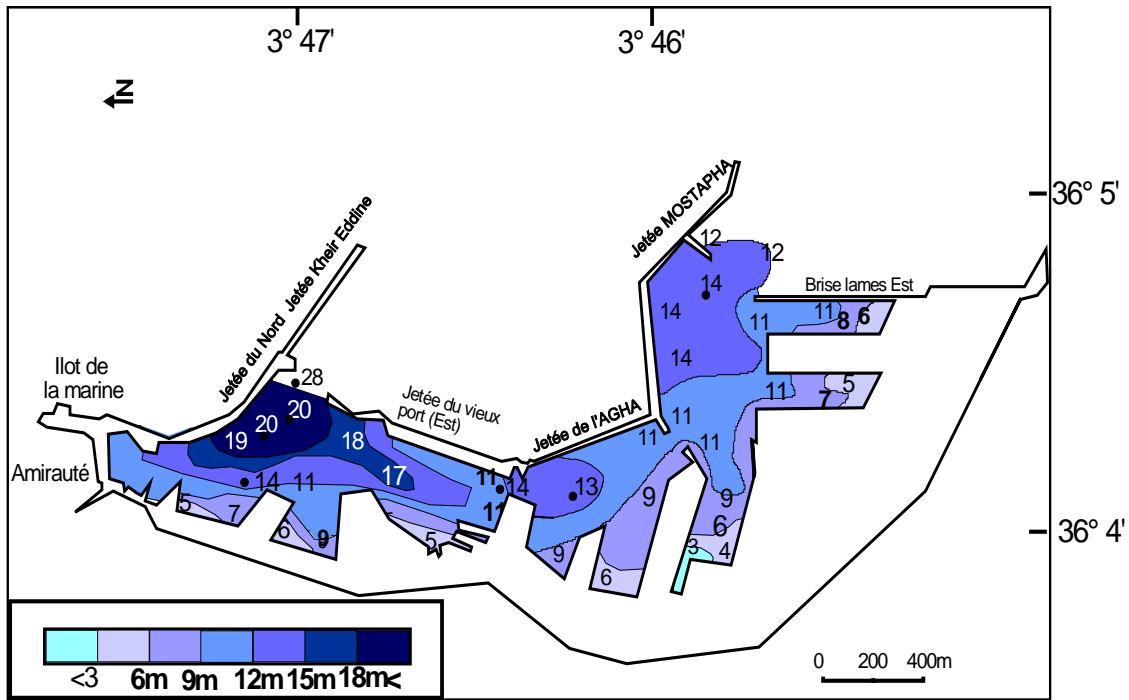 3° 47'
3° 46'
N
36° 5'
Jetée MOSTAPHA
Jetée du Nord Jetée Kheir Eddine
12
12
14
Brise lames Est
14
11
11
8
6
Ilot de
la marine
28
14
5
7
11
Jetée du vieux
port (Est)
Jetée de l'AGHA
20
20
19
18
11
11
11
Amirauté
17
14
11
11
14
13
11
9
9
5
7
6
9
5
9
6
3
4
6
36° 4'
<3
6m
9m
12m
15m
18m<
0 200 400m